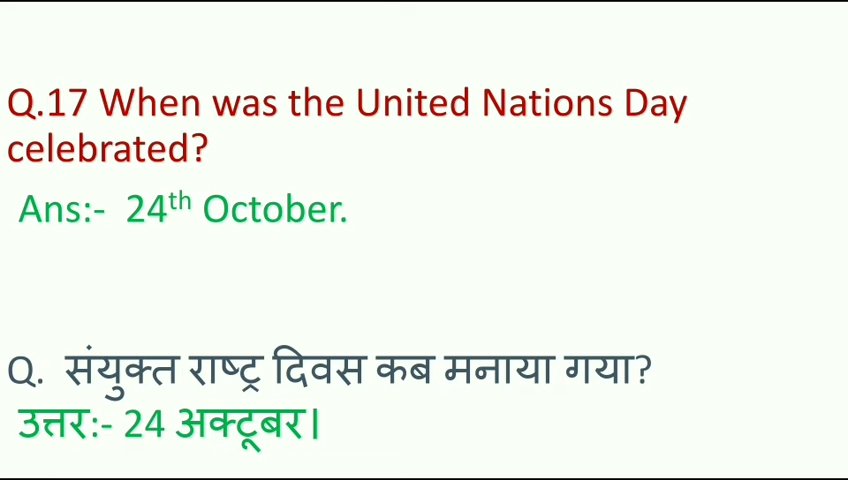 Q.17 When was the United Nations Day
celebrated?
Ans:- 24th October.
Q. संयुक्त राष्ट्र दिवस कब मनाया गया?
उत्तर:- 24 अक्टूबर।